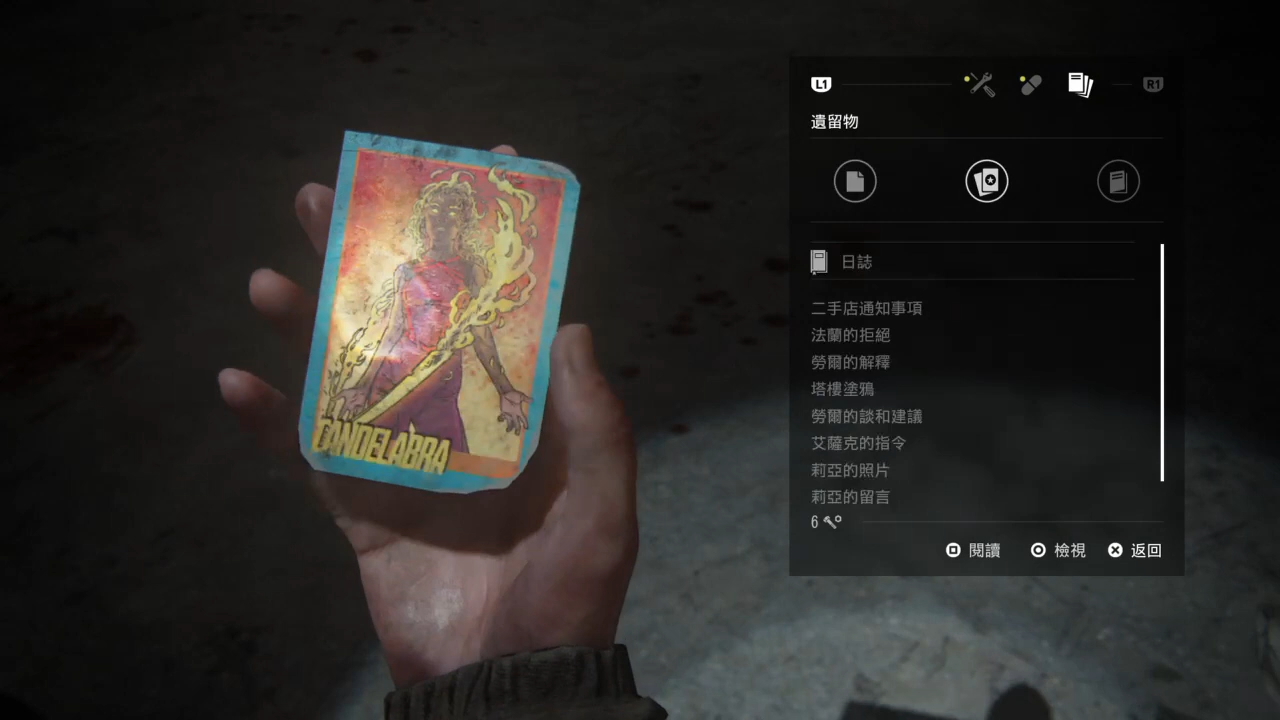 CANDELABRA
L1
R1
遺留物
日誌
二手店通知事項
法蘭的拒絕
勞爾的解釋
塔樓塗鴉
勞爾的談和建議
艾薩克的指令
莉亞的照片
莉亞的留言
6
閱讀 檢視 返回